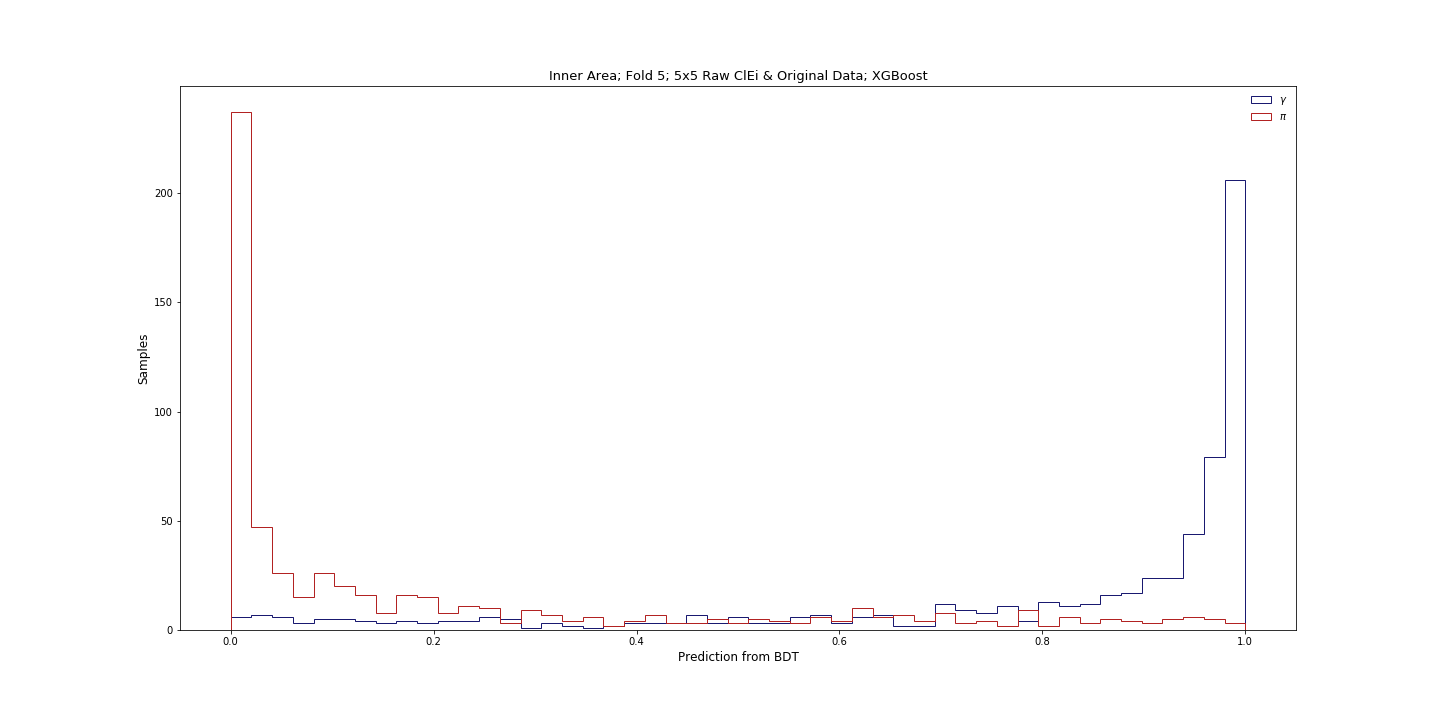 Inner Area; Fold 5; 5x5 Raw ClEi & Original Data; XGBoost
γ
π
Samples
200
150
100
50
0
0.0 0.2 0.4 0.6 0.8 1.0
Prediction from BDT